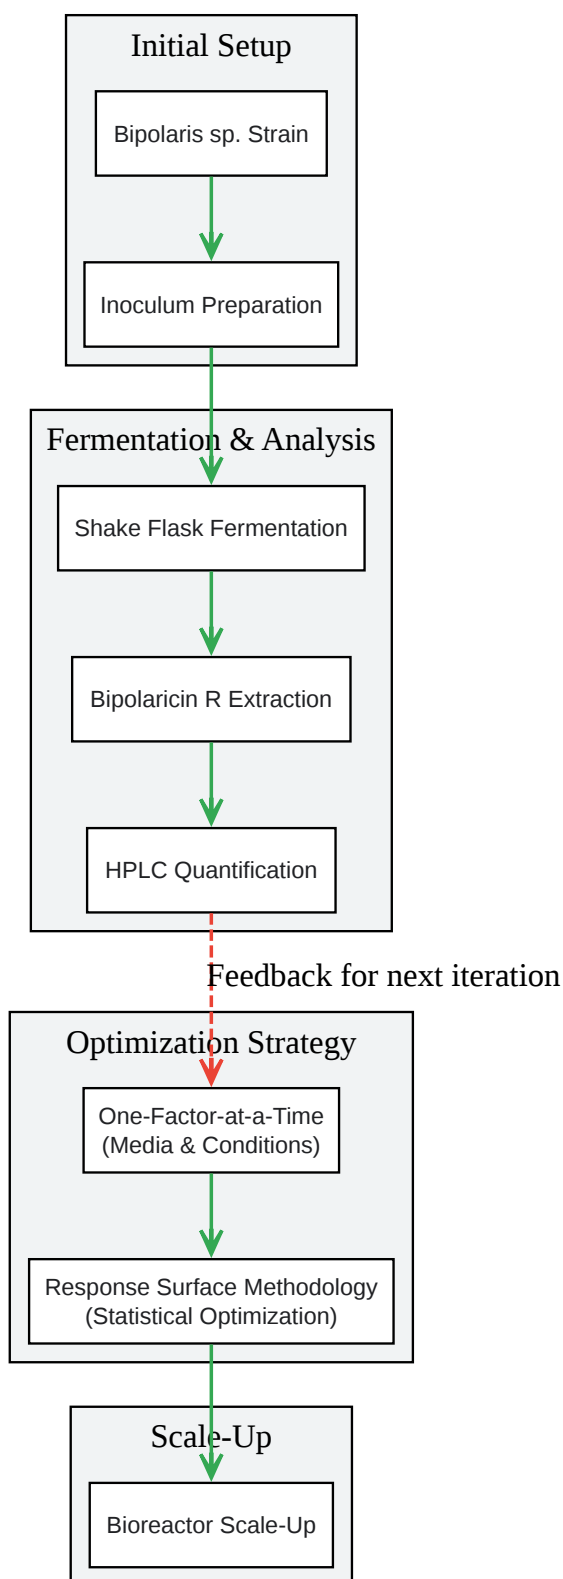 Initial Setup
Bipolaris sp. Strain
Inoculum Preparation
Fermentation & Analysis
Shake Flask Fermentation
Bipolaricin R Extraction
HPLC Quantification
Feedback for next iteration
Optimization Strategy
One-Factor-at-a-Time
(Media & Conditions)
Response Surface Methodology
(Statistical Optimization)
Scale-Up
Bioreactor Scale-Up